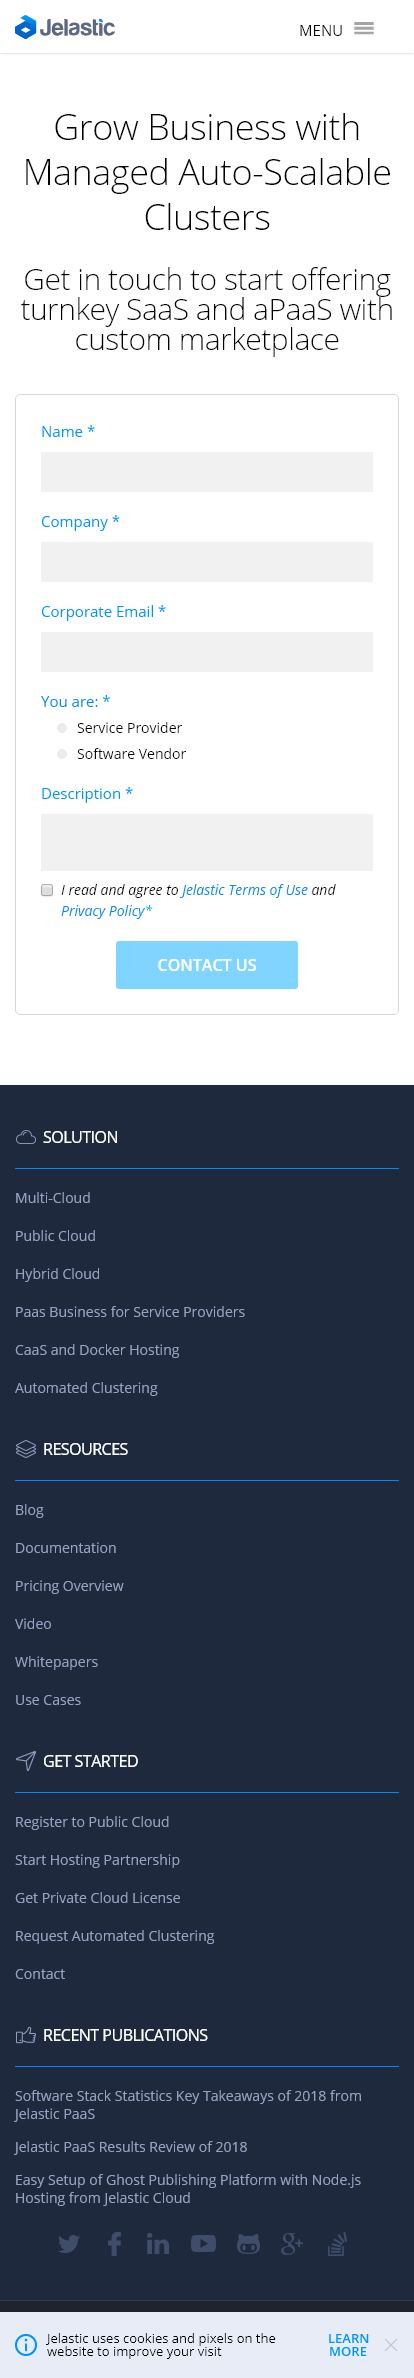 Jelastic
MENU
Grow Business with
Managed Auto-Scalable
Clusters
Get in touch to start offering
turnkey SaaS and aPaaS with
custom marketplace
Name *
Company *
Corporate Email *
You are: *
Service Provider
Software Vendor
Description *
I read and agree to Jelastic Terms of Use and
Privacy Policy*
CONTACT US
SOLUTION
Multi-Cloud
Public Cloud
Hybrid Cloud
Paas Business for Service Providers
CaaS and Docker Hosting
Automated Clustering
RESOURCES
Blog
Documentation
Pricing Overview
Video
Whitepapers
Use Cases
GET STARTED
Register to Public Cloud
Start Hosting Partnership
Get Private Cloud License
Request Automated Clustering
Contact
RECENT PUBLICATIONS
Software Stack Statistics Key Takeaways of 2018 from
Jelastic PaaS
Jelastic PaaS Results Review of 2018
Easy Setup of Ghost Publishing Platform with Node.js
Hosting from Jelastic Cloud
Jelastic uses cookies and pixels on the
website to improve your visit
LEARN
MORE